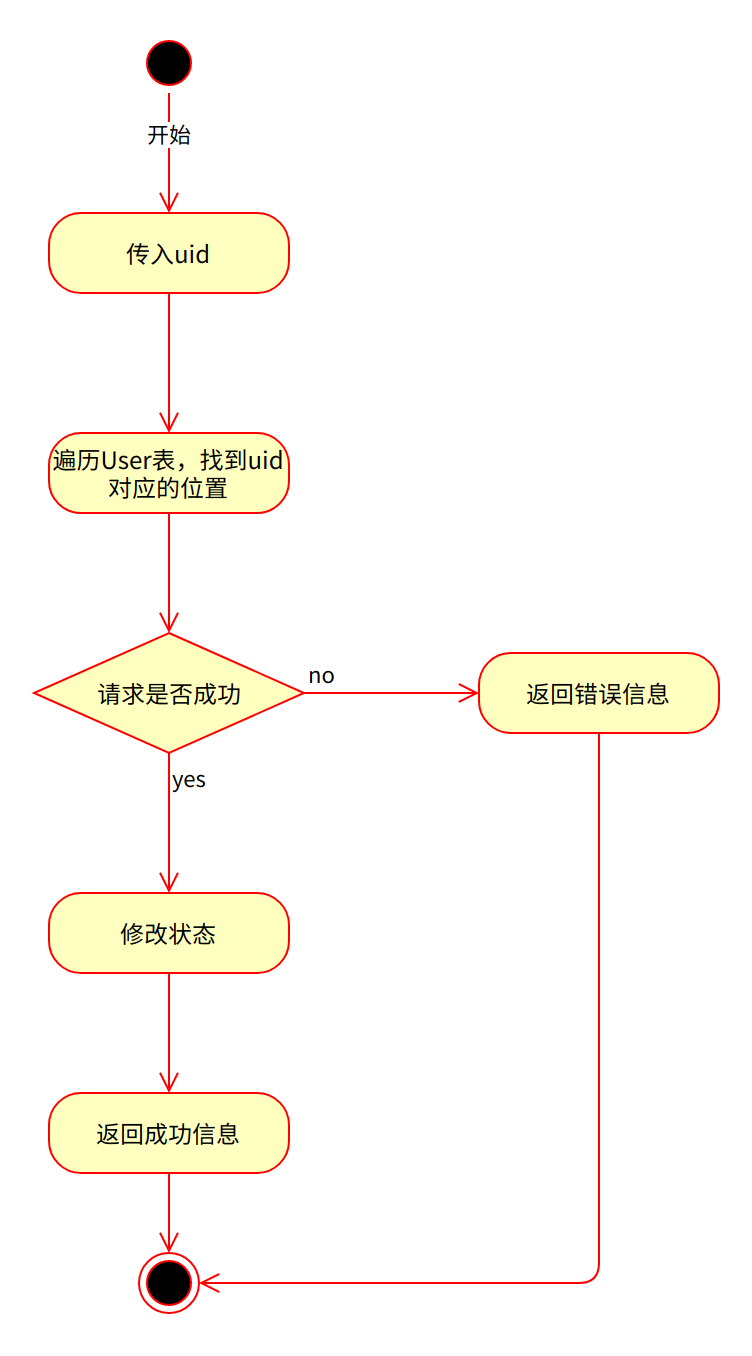 开始
传入uid
遍历User表，找到uid
对应的位置
请求是否成功
no
返回错误信息
yes
修改状态
返回成功信息